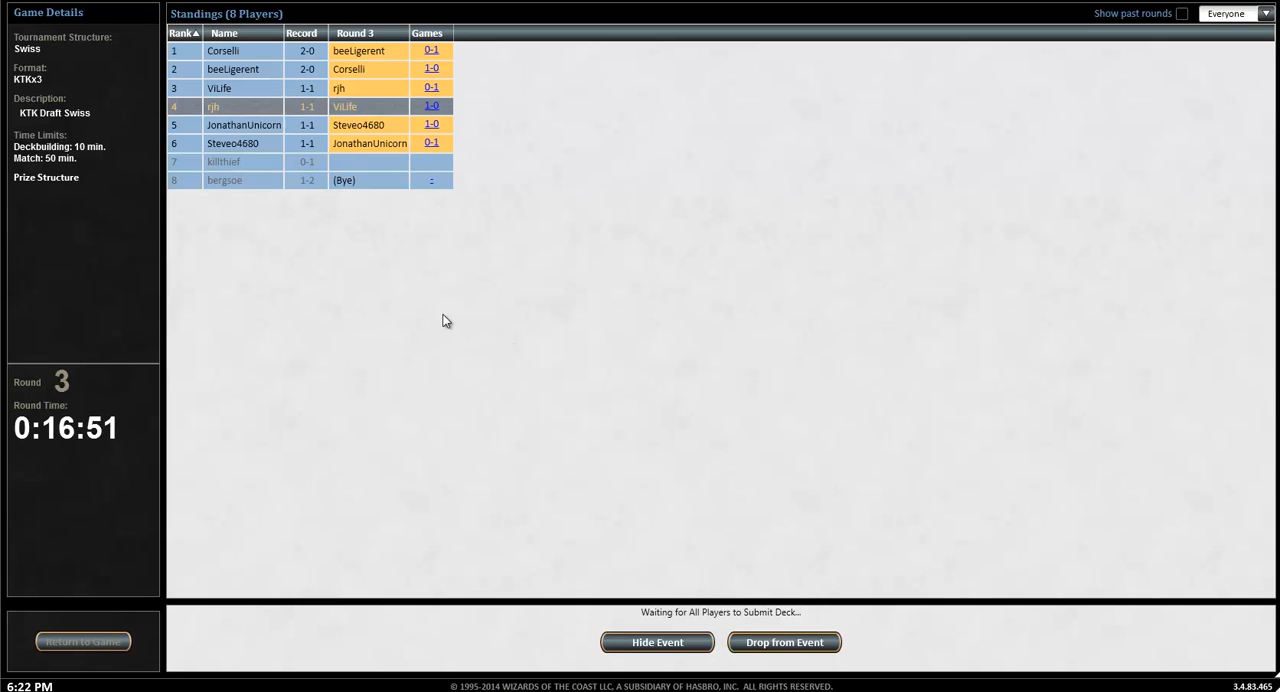 Game Details
Tournament Structure:
Swiss
Format:
KTKx3
Description:
KTK Draft Swiss
Time Limits:
Deckbuilding: 10 min.
Match: 50 min.
Prize Structure
Round 3
Round Time:
0:16:51
Return to Game
6:22 PM
Standings (8 Players)
Show past rounds
Everyone
Rank Name Record Round 3 Games
1 Corselli 2-0 beeLigerent 0-1
2 beeLigerent 2-0 Corselli 1-0
3 ViLife 1-1 rjh 0-1
4 rjh 1-1 ViLife 1-0
5 JonathanUnicorn 1-1 Steveo4680 1-0
6 Steveo4680 1-1 JonathanUnicorn 0-1
7 killthief 0-1
8 bergsoe 1-2 (Bye) -
Waiting for All Players to Submit Deck...
Hide Event
Drop from Event
© 1995-2014 WIZARDS OF THE COAST LLC, A SUBSIDIARY OF HASBRO, INC. ALL RIGHTS RESERVED.
3.4.83.465